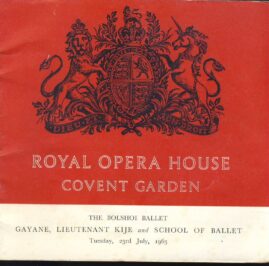 ROYAL OPERA HOUSE
COVENT GARDEN
THE BOLSHOI BALLET
GAYANE, LIEUTENANT KIJE and SCHOOL OF BALLET
Tuesday, 23rd July, 1963